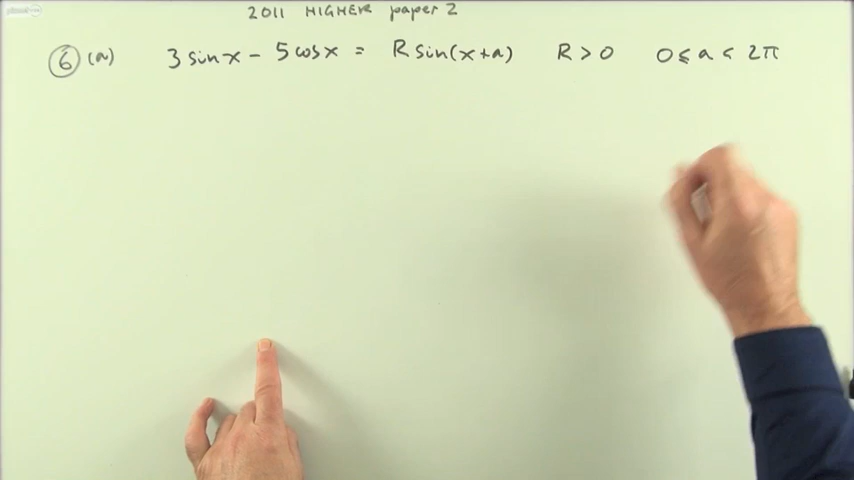 2011 HIGHER paper 2
6 (a) 3 sin x - 5 cos x = R sin(x+a) R > 0 0 ≤ a < 2π